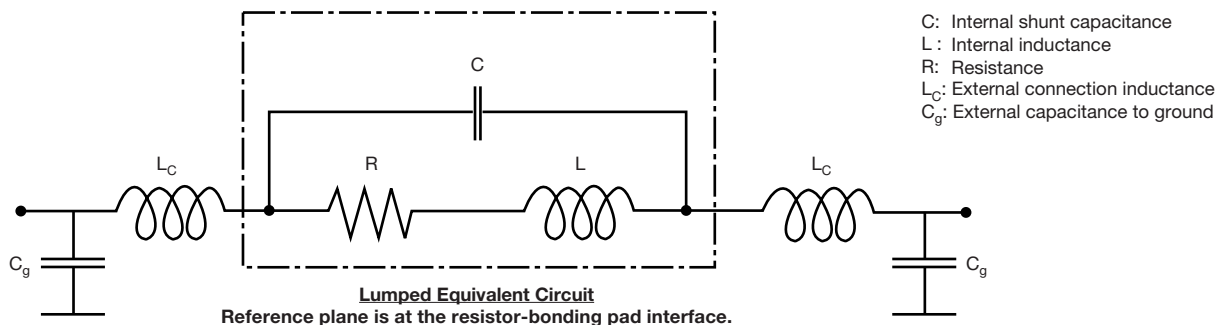 C: Internal shunt capacitance
L : Internal inductance
R: Resistance
LC: External connection inductance
Cg: External capacitance to ground
C
LC
R
L
LC
Cg
Cg
Lumped Equivalent Circuit
Reference plane is at the resistor-bonding pad interface.